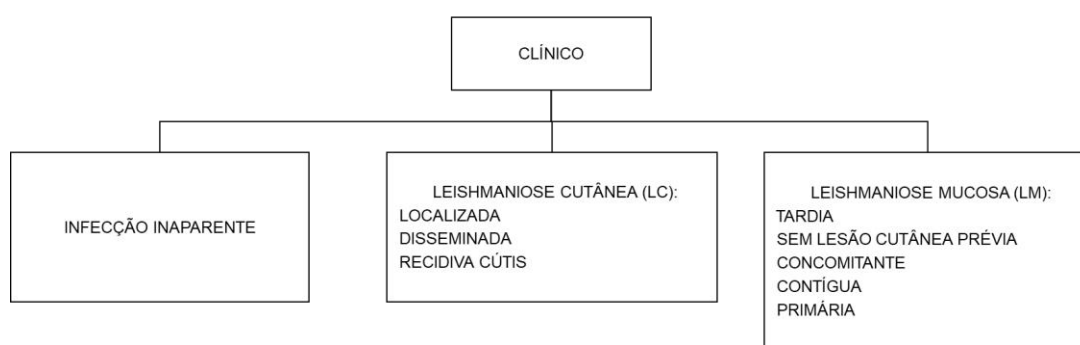 CLÍNICO
INFECÇÃO INAPARENTE
LEISHMANIOSE CUTÂNEA (LC):
LOCALIZADA
DISSEMINADA
RECIDIVA CÚTIS
LEISHMANIOSE MUCOSA (LM):
TARDIA
SEM LESÃO CUTÂNEA PRÉVIA
CONCOMITANTE
CONTÍGUA
PRIMÁRIA